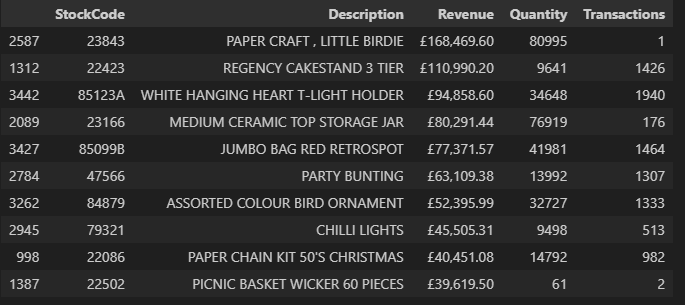 StockCode Description Revenue Quantity Transactions
2587 23843 PAPER CRAFT , LITTLE BIRDIE £168,469.60 80995 1
1312 22423 REGENCY CAKESTAND 3 TIER £110,990.20 9641 1426
3442 85123A WHITE HANGING HEART T-LIGHT HOLDER £94,858.60 34648 1940
2089 23166 MEDIUM CERAMIC TOP STORAGE JAR £80,291.44 76919 176
3427 85099B JUMBO BAG RED RETROSPOT £77,371.57 41981 1464
2784 47566 PARTY BUNTING £63,109.38 13992 1307
3262 84879 ASSORTED COLOUR BIRD ORNAMENT £52,395.99 32727 1333
2945 79321 CHILLI LIGHTS £45,505.31 9498 513
998 22086 PAPER CHAIN KIT 50'S CHRISTMAS £40,451.08 14792 982
1387 22502 PICNIC BASKET WICKER 60 PIECES £39,619.50 61 2